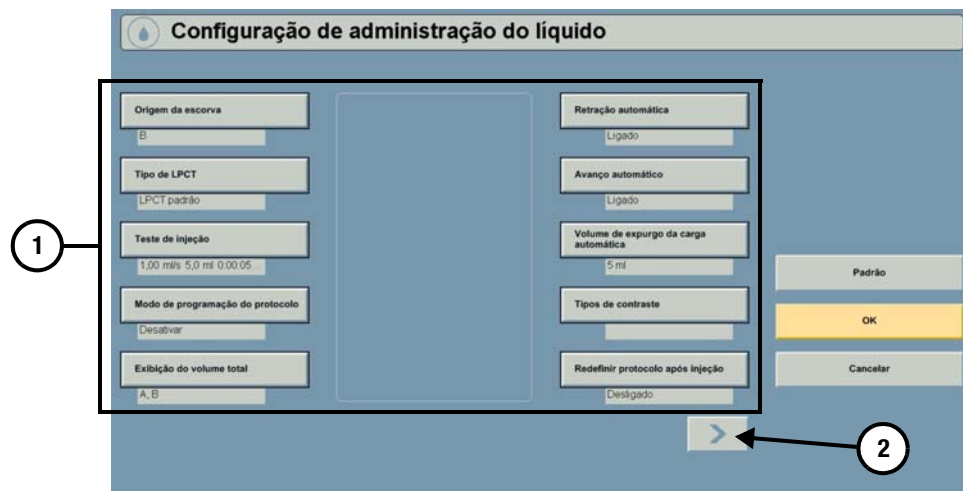 Configuração de administração do líquido
Origem da escorva
B
Tipo de LPCT
LPCT padrão
Teste de injeção
1,00 ml/s 5,0 ml 0:00:05...
Modo de programação do protocolo
Desativar
Exibição do volume total
A, B
Retração automática
Ligado
Avanço automático
Ligado
Volume de expurgo da carga
automática
5 ml
Tipos de contraste
Redefinir protocolo após injeção
Desligado
Padrão
OK
Cancelar
1
2